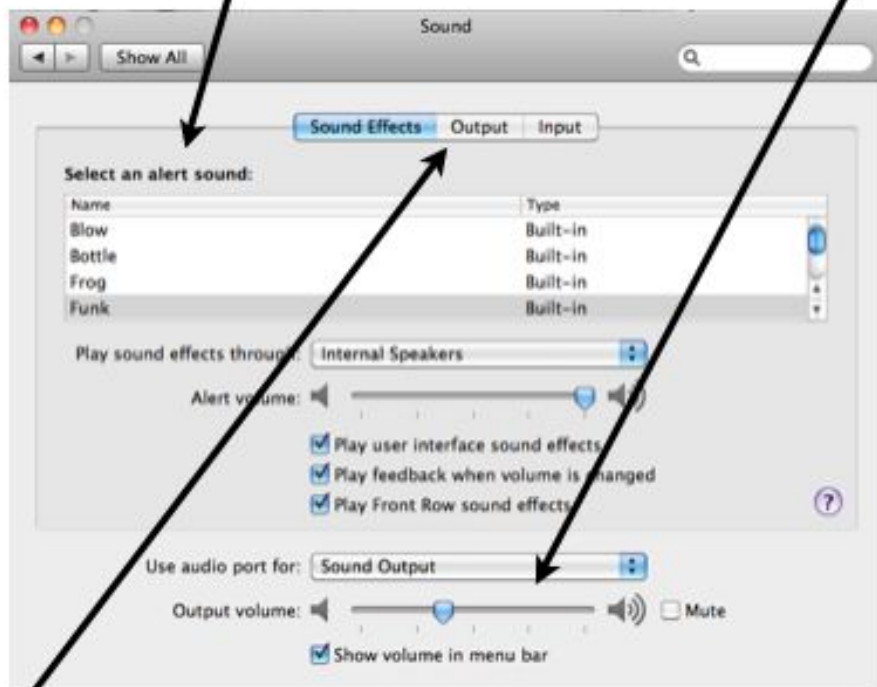 Sound
Show All
Sound Effects Output Input
Select an alert sound:
Name Type
Blow Built-in
Bottle Built-in
Frog Built-in
Funk Built-in
Play sound effects through: Internal Speakers
Alert volume:
Play user interface sound effects
Play feedback when volume is changed
Play Front Row sound effects
?
Use audio port for: Sound Output
Output volume: Mute
Show volume in menu bar